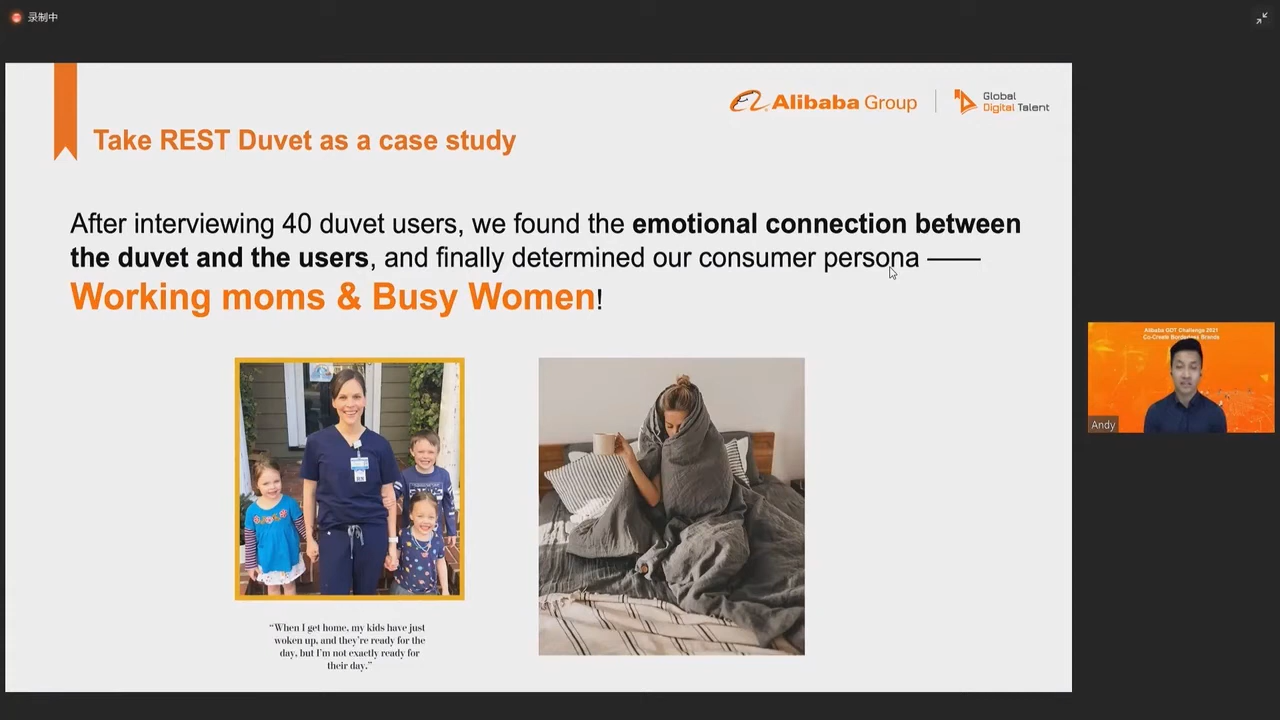 录制中
Alibaba Group
Global
Digital Talent
Take REST Duvet as a case study
After interviewing 40 duvet users, we found the emotional connection between
the duvet and the users, and finally determined our consumer persona ——
Working moms & Busy Women!
“When I get home, my kids have just
woken up, and they’re ready for the
day, but I’m not exactly ready for
their day.”
Alibaba GDT Challenge 2021
Co-Create Borderless Brands
Andy